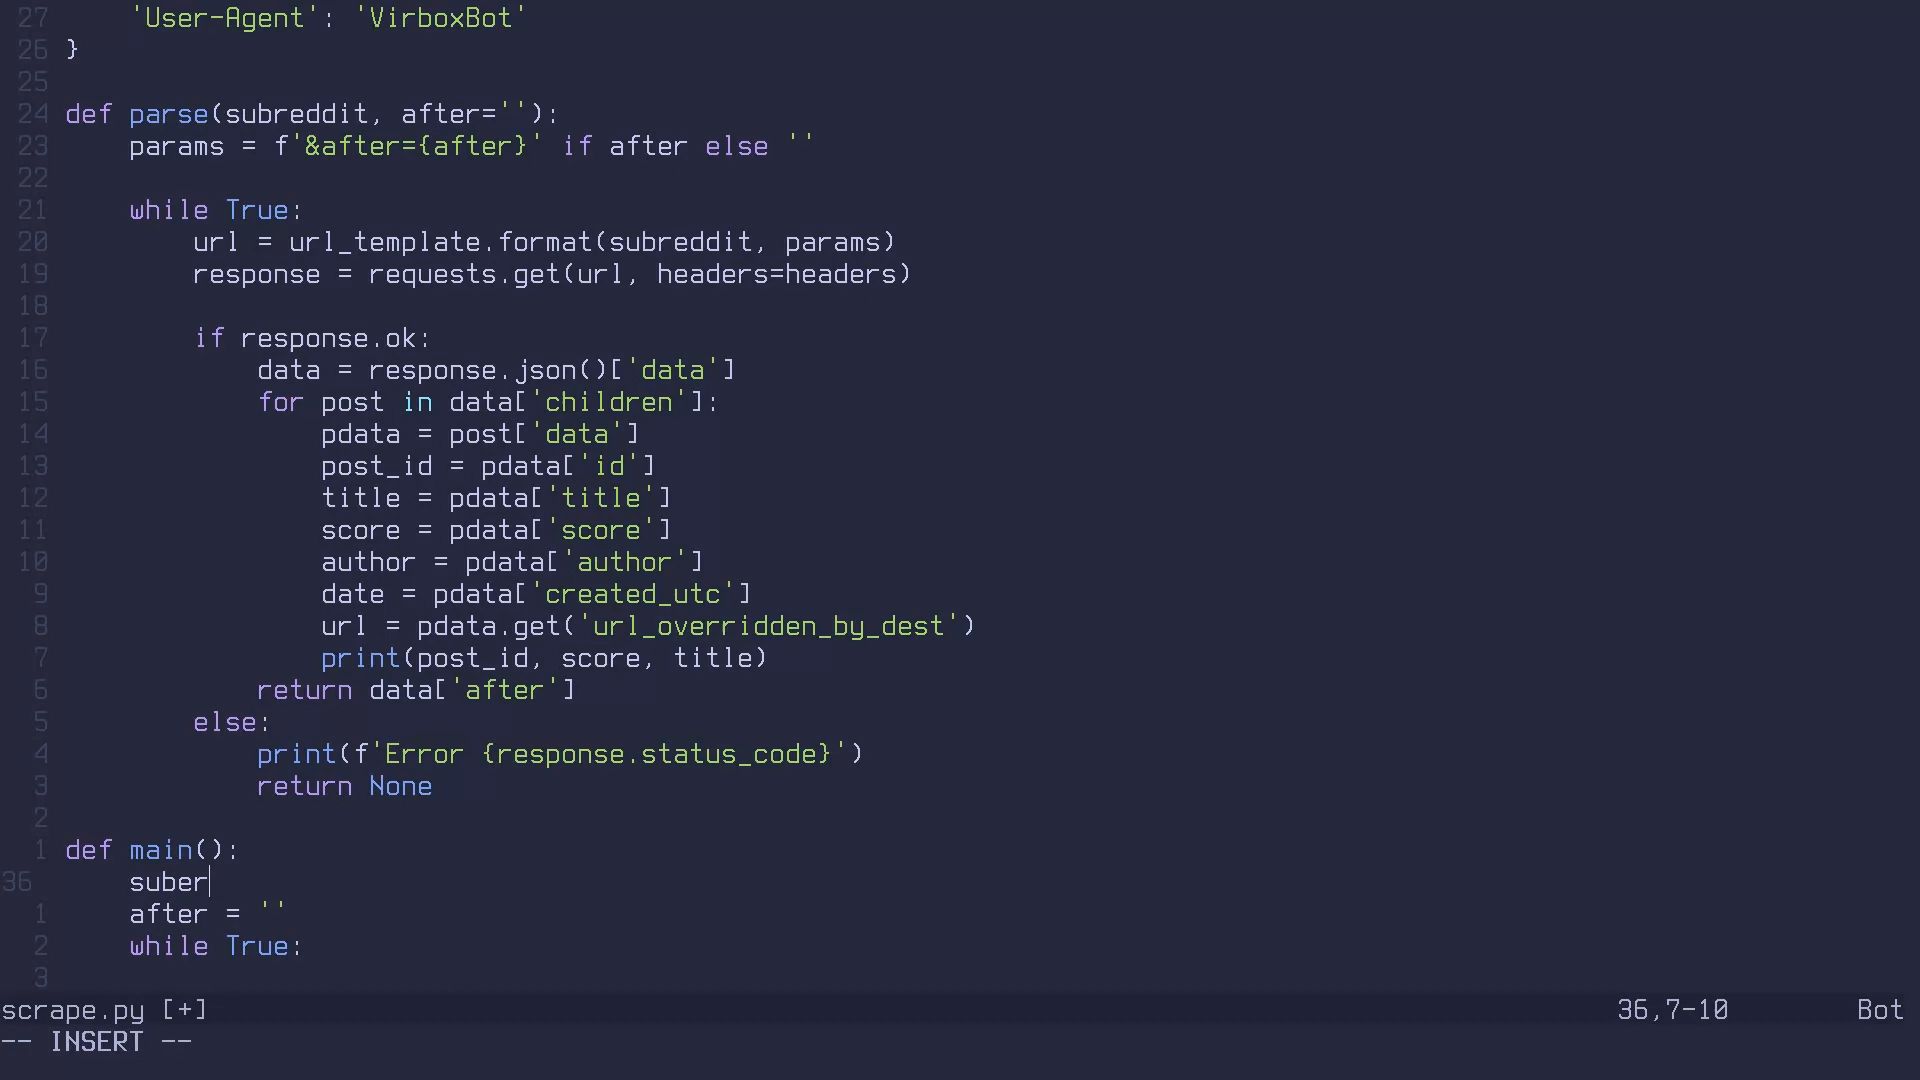 27 'User-Agent': 'VirboxBot'
26 }
25
24 def parse(subreddit, after=''):
23 params = f'&after={after}' if after else ''
22
21 while True:
20 url = url_template.format(subreddit, params)
19 response = requests.get(url, headers=headers)
18
17 if response.ok:
16 data = response.json()['data']
15 for post in data['children']:
14 pdata = post['data']
13 post_id = pdata['id']
12 title = pdata['title']
11 score = pdata['score']
10 author = pdata['author']
9 date = pdata['created_utc']
8 url = pdata.get('url_overridden_by_dest')
7 print(post_id, score, title)
6 return data['after']
5 else:
4 print(f'Error {response.status_code}')
3 return None
2
1 def main():
36 suber
1 after = ''
2 while True:
3
scrape.py [+] 36,7-10 Bot
-- INSERT --